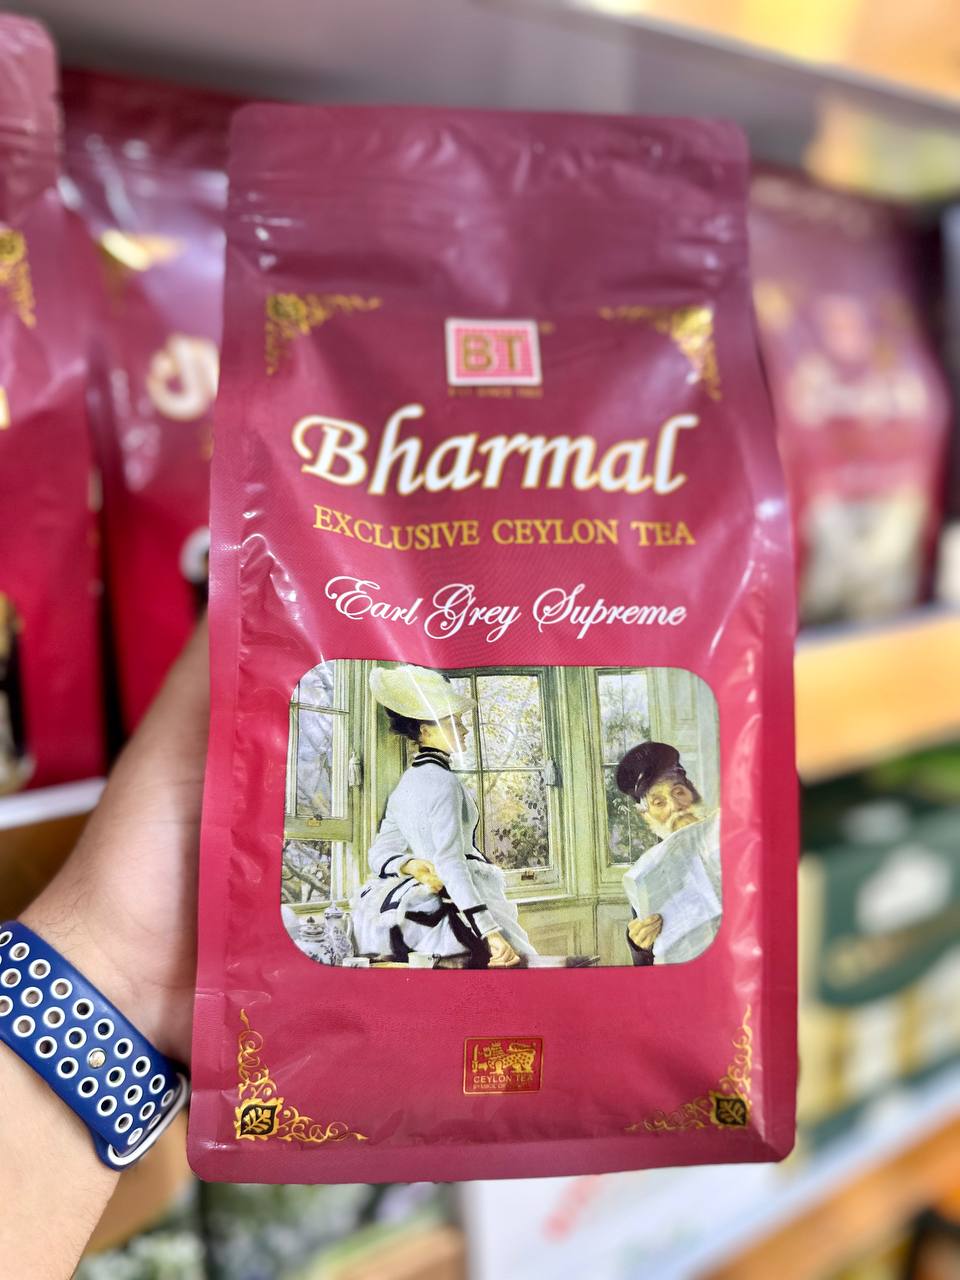 BT
Bharmal
EXCLUSIVE CEYLON TEA
Earl Grey Supreme
CEYLON TEA